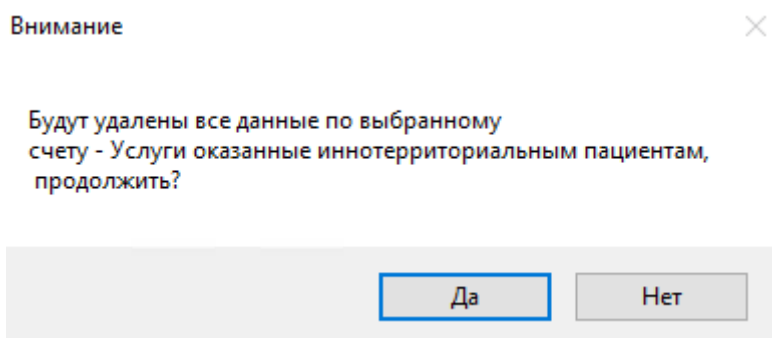 Внимание
Будут удалены все данные по выбранному
счету - Услуги оказанные иннотерриториальным пациентам,
продолжить?
Да
Нет